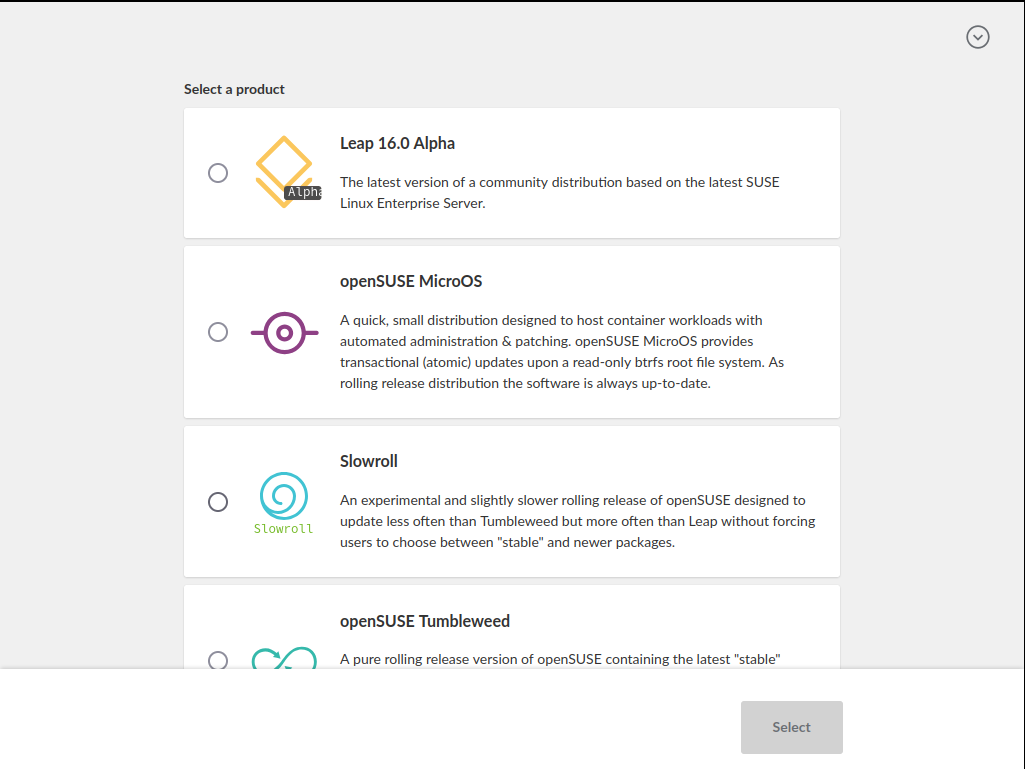 Select a product
Leap 16.0 Alpha
The latest version of a community distribution based on the latest SUSE
Linux Enterprise Server.
Alpha
openSUSE MicroOS
A quick, small distribution designed to host container workloads with
automated administration & patching. openSUSE MicroOS provides
transactional (atomic) updates upon a read-only btrfs root file system. As
rolling release distribution the software is always up-to-date.
Slowroll
An experimental and slightly slower rolling release of openSUSE designed to
update less often than Tumbleweed but more often than Leap without forcing
users to choose between "stable" and newer packages.
Slowroll
openSUSE Tumbleweed
A pure rolling release version of openSUSE containing the latest "stable"
Select